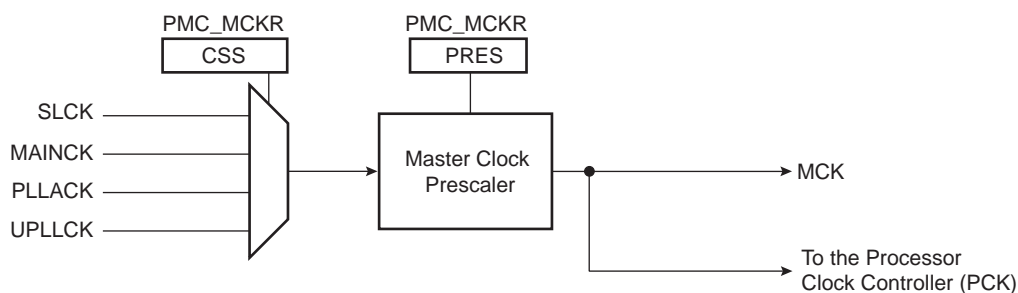 PMC_MCKR
CSS
PMC_MCKR
PRES
SLCK
MAINCK
PLLACK
UPLLCK
Master Clock
Prescaler
MCK
To the Processor
Clock Controller (PCK)